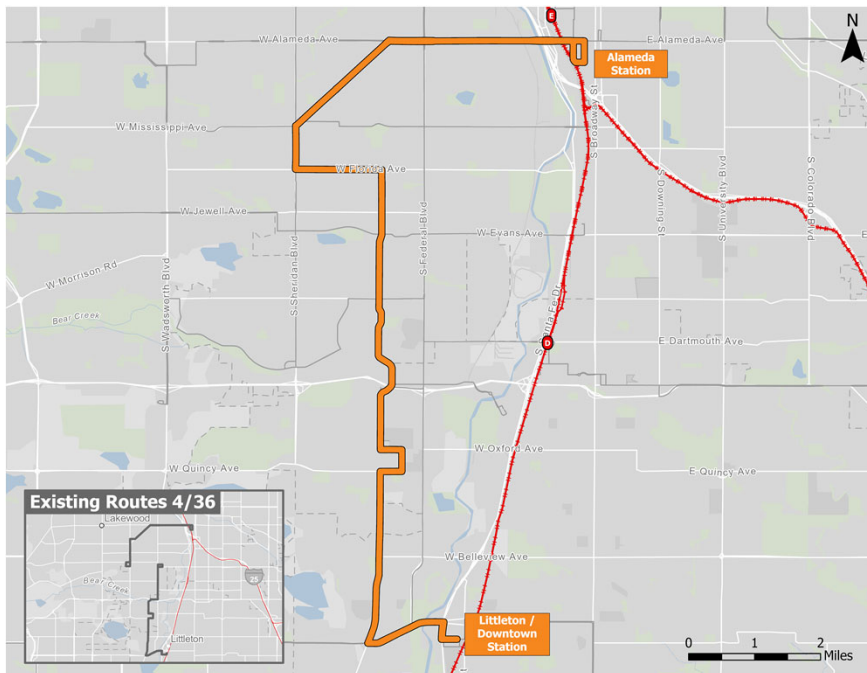 E
N
W Alameda Ave
E Alameda Ave
Alameda
Station
W Mississippi Ave
S Broadway St
W Florida Ave
S Downing St
S University Blvd
S Colorado Blvd
W Jewell Ave
S Federal Blvd
W Evans Ave
E
W Morrison Rd
S Wadsworth Blvd
S Sheridan Blvd
Bear Creek
S Santa Fe Dr
D
E Dartmouth Ave
W Oxford Ave
W Quincy Ave
E Quincy Ave
Existing Routes 4/36
Lakewood
Bear Creek
25
Littleton
W Belleview Ave
Littleton /
Downtown
Station
0 1 2
Miles